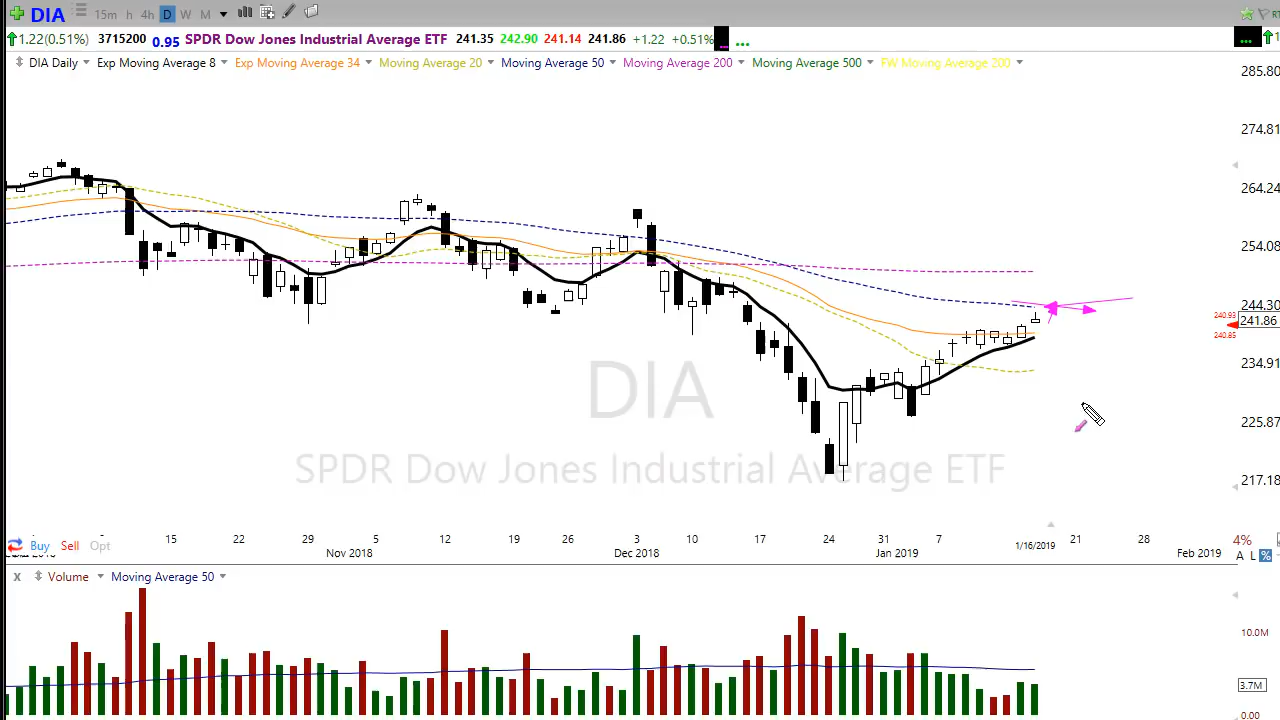 DIA 15m h 4h D W M
1.22(0.51%) 3715200 0.95 SPDR Dow Jones Industrial Average ETF 241.35 242.90 241.14 241.86 +1.22 +0.51% ... ...
DIA Daily Exp Moving Average 8 Exp Moving Average 34 Moving Average 20 Moving Average 50 Moving Average 200 Moving Average 500 FW Moving Average 200
285.80
274.81
264.24
254.08
244.30
240.93
241.86
240.85
234.91
225.87
217.18
DIA
SPDR Dow Jones Industrial Average ETF
15 22 29 5 12 19 26 3 10 17 24 31 7 1/16/2019 21 28 4%
Buy Sell Opt
Nov 2018 Dec 2018 Jan 2019 Feb 2019 A L %
X Volume Moving Average 50
10.0M
3.7M
0.00